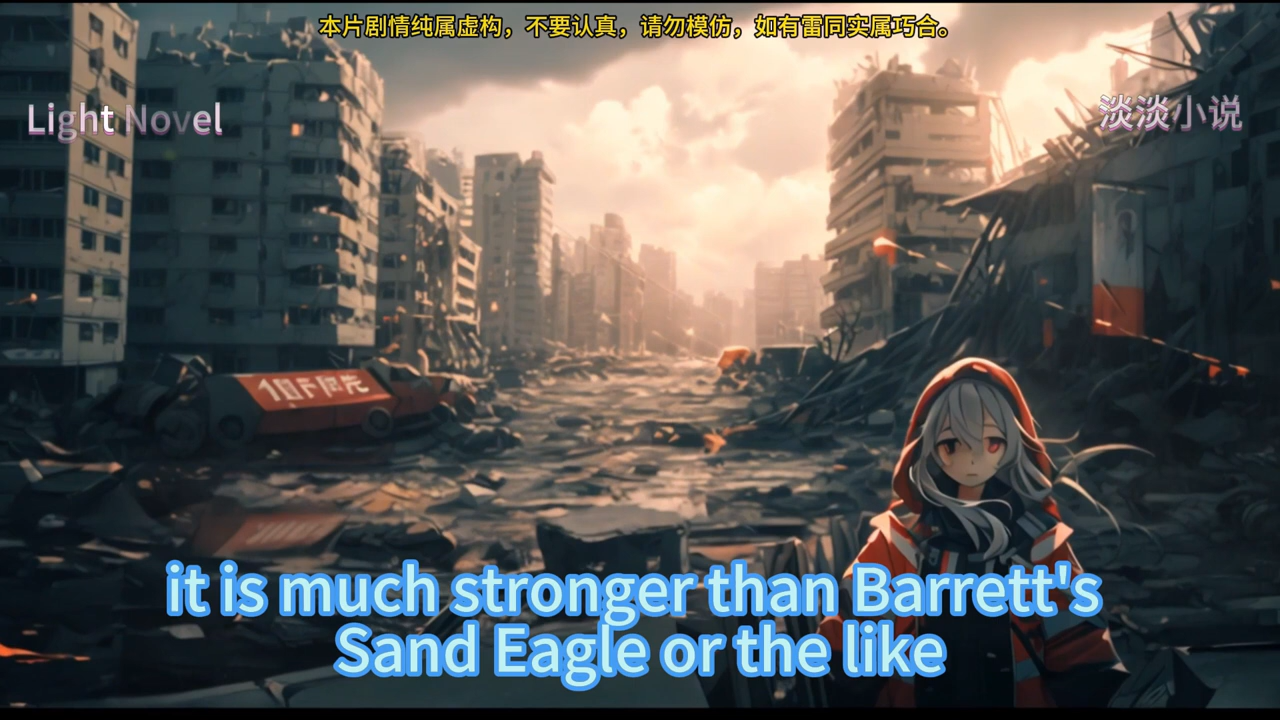 本片剧情纯属虚构，不要认真，请勿模仿，如有雷同实属巧合。
Light Novel
淡淡小说
it is much stronger than Barrett's
Sand Eagle or the like